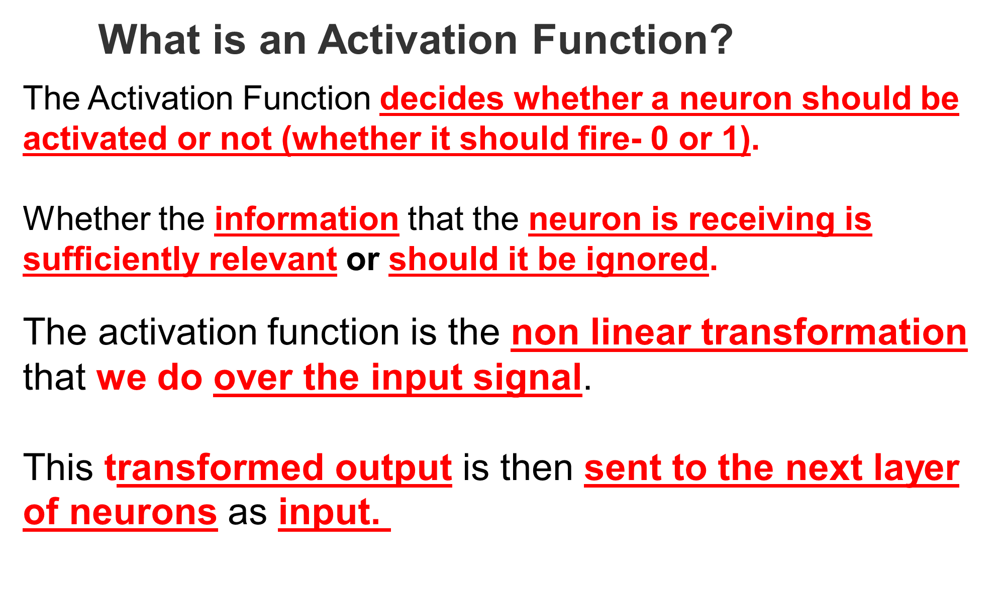 What is an Activation Function?
The Activation Function decides whether a neuron should be
activated or not (whether it should fire- 0 or 1).
Whether the information that the neuron is receiving is
sufficiently relevant or should it be ignored.
The activation function is the non linear transformation
that we do over the input signal.
This transformed output is then sent to the next layer
of neurons as input.